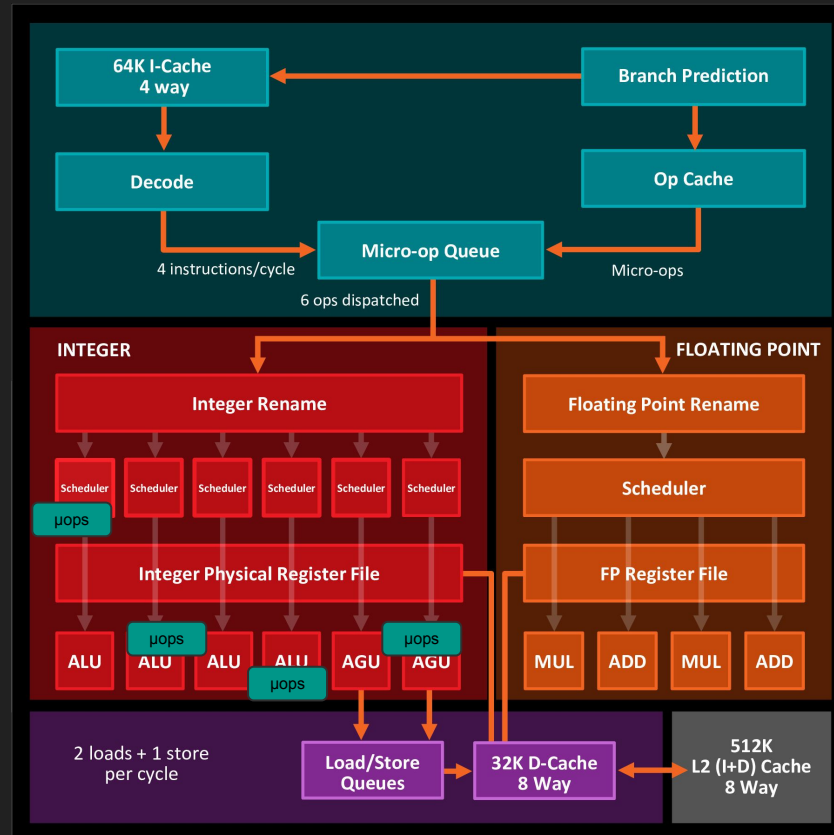 64K I-Cache
4 way
Branch Prediction
Decode
Op Cache
4 instructions/cycle
Micro-op Queue
Micro-ops
6 ops dispatched
INTEGER
FLOATING POINT
Integer Rename
Floating Point Rename
Scheduler
Scheduler
Scheduler
Scheduler
Scheduler
Scheduler
Scheduler
µops
Integer Physical Register File
FP Register File
µops
µops
ALU
ALU
ALU
ALU
AGU
AGU
MUL
ADD
MUL
ADD
µops
2 loads + 1 store
per cycle
Load/Store
Queues
32K D-Cache
8 Way
512K
L2 (I+D) Cache
8 Way